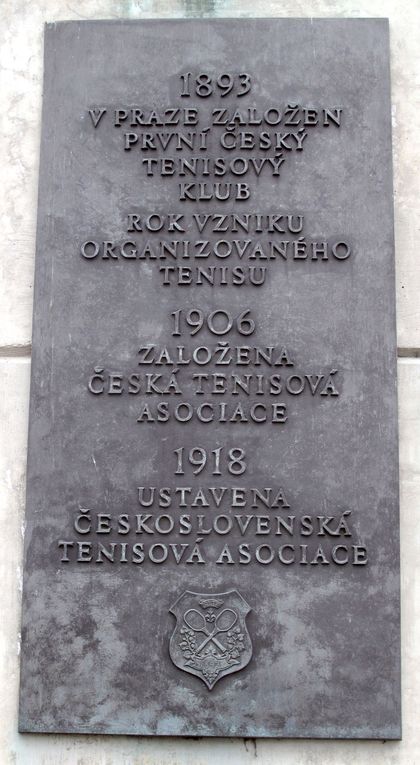 1893
V PRAZE ZALOŽEN
PRVNÍ ČESKÝ
TENISOVÝ
KLUB
ROK VZNIKU
ORGANIZOVANÉHO
TENISU
1906
ZALOŽENA
ČESKÁ TENISOVÁ
ASOCIACE
1918
USTAVENA
ČESKOSLOVENSKÁ
TENISOVÁ ASOCIACE